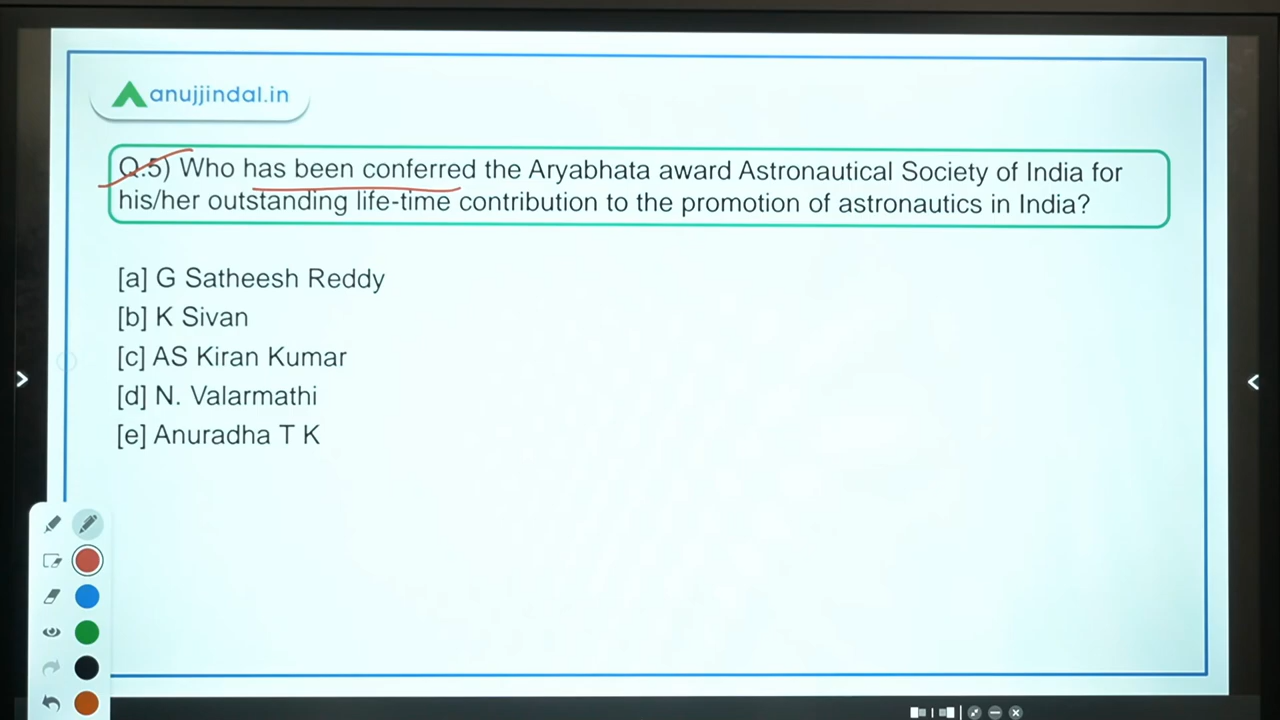 anujjindal.in
Q.5) Who has been conferred the Aryabhata award Astronautical Society of India for
his/her outstanding life-time contribution to the promotion of astronautics in India?
[a] G Satheesh Reddy
[b] K Sivan
[c] AS Kiran Kumar
[d] N. Valarmathi
[e] Anuradha T K